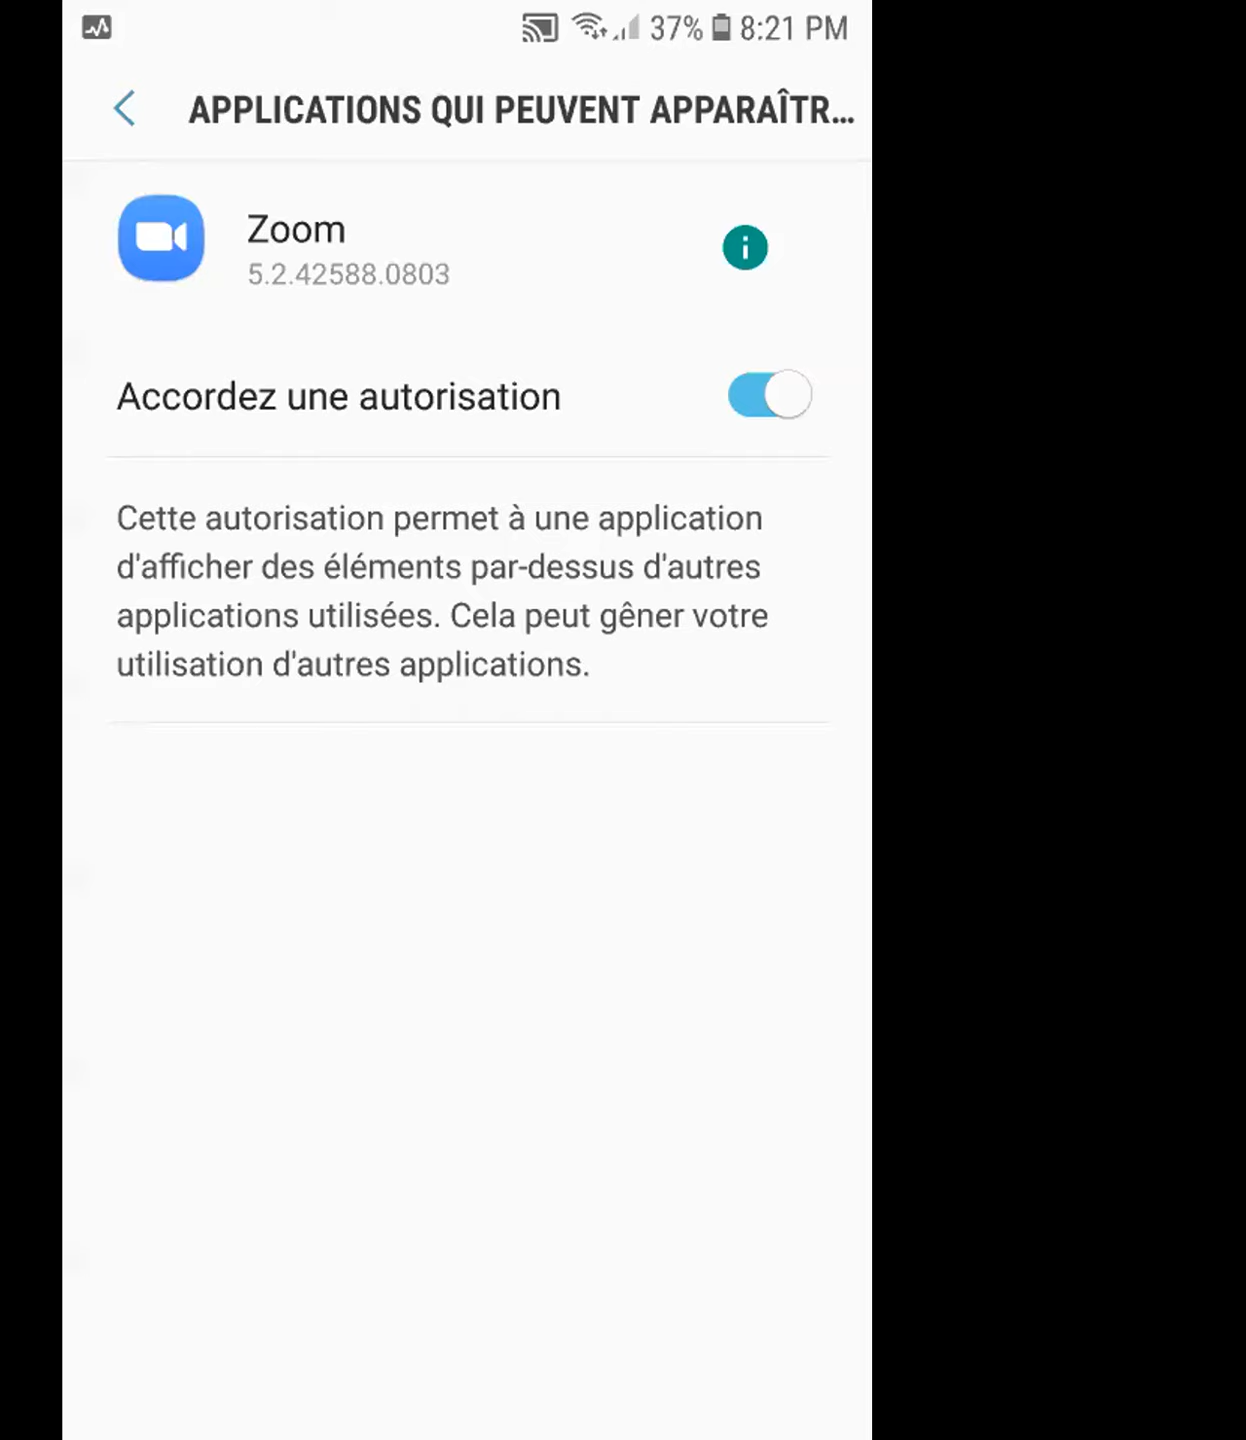 37% 8:21 PM
APPLICATIONS QUI PEUVENT APPARAÎTR...
Zoom
5.2.42588.0803
Accordez une autorisation
Cette autorisation permet à une application
d'afficher des éléments par-dessus d'autres
applications utilisées. Cela peut gêner votre
utilisation d'autres applications.